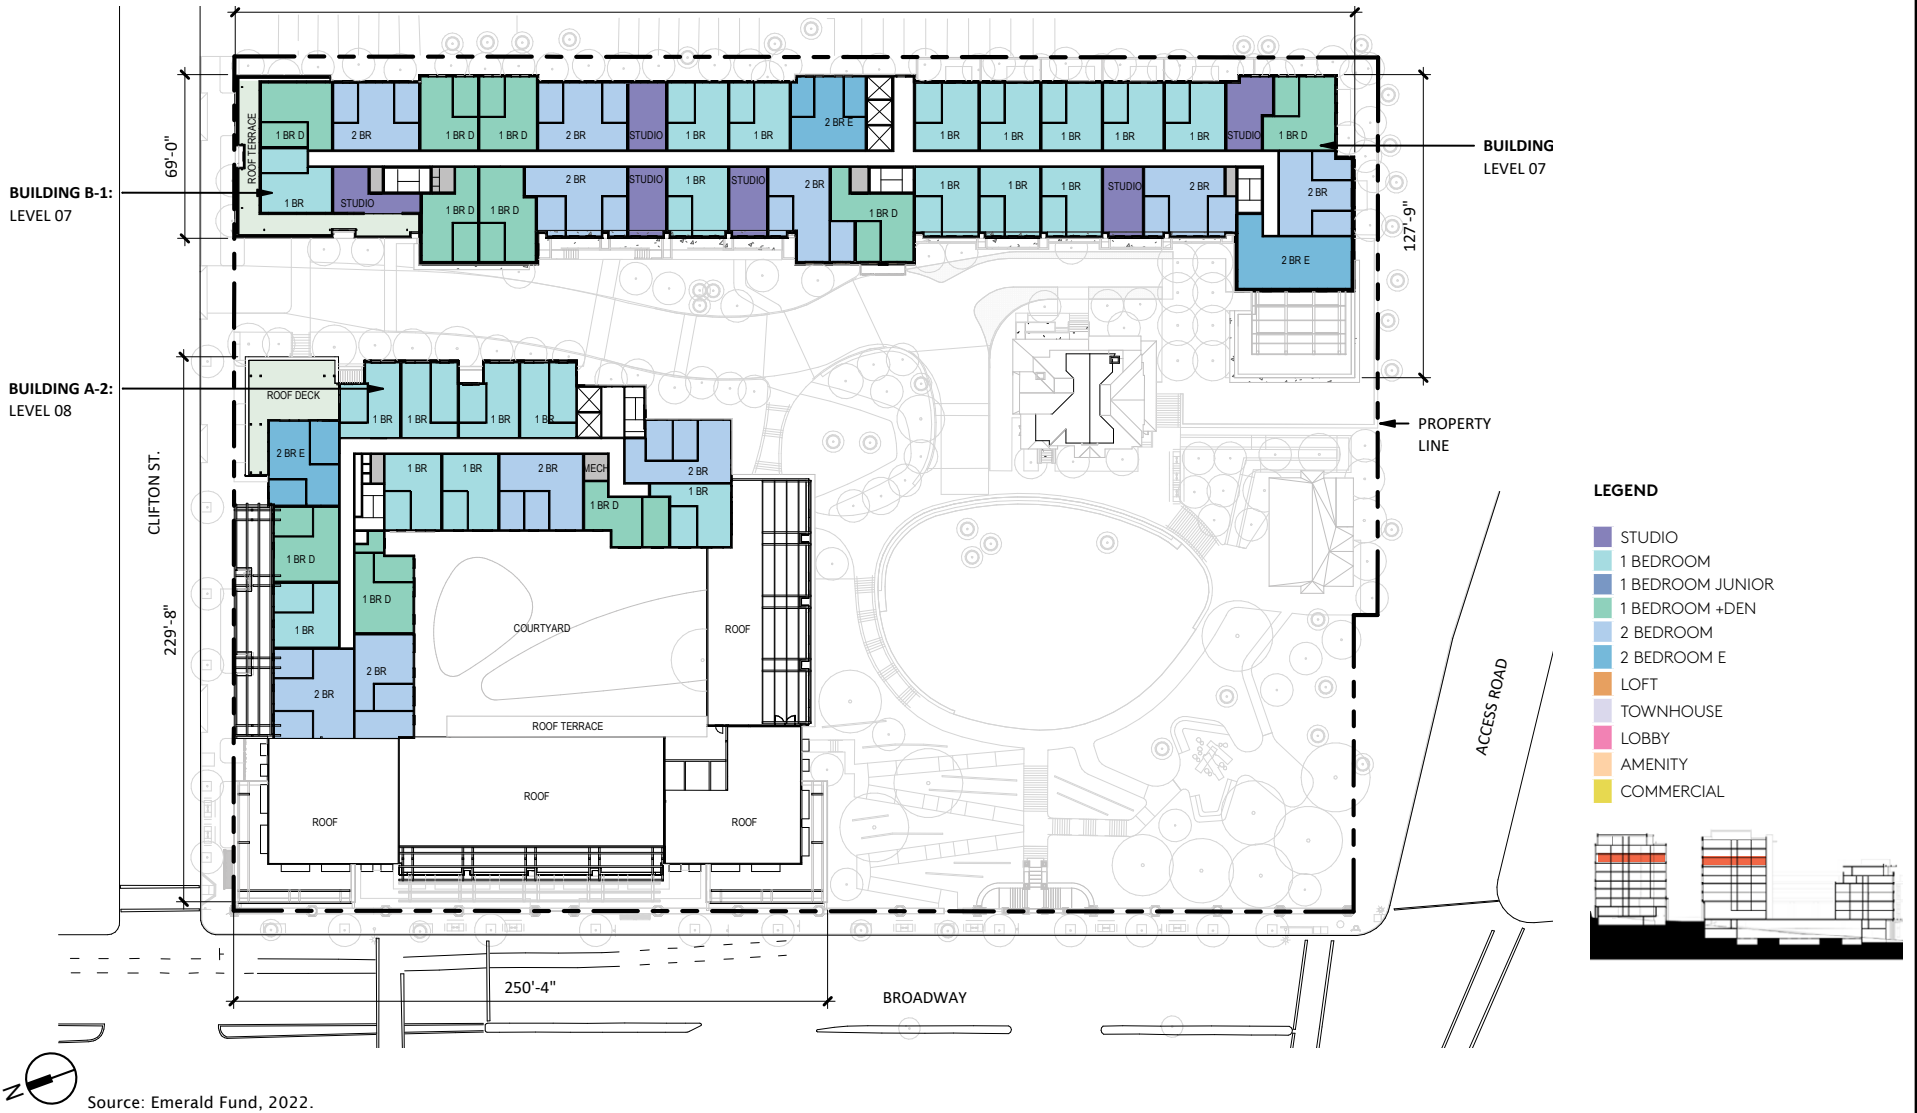 1 BR D
2 BR
1 BR D
1 BR D
2 BR
STUDIO
1 BR
1 BR
2 BR E
1 BR
1 BR
1 BR
1 BR
1 BR
STUDIO
1 BR D
ROOF TERRACE
69'-0"
BUILDING
LEVEL 07
BUILDING B-1:
LEVEL 07
1 BR
STUDIO
1 BR D
1 BR D
2 BR
STUDIO
1 BR
STUDIO
2 BR
1 BR D
1 BR
1 BR
1 BR
STUDIO
2 BR
2 BR
127'-9"
2 BR E
BUILDING A-2:
LEVEL 08
ROOF DECK
1 BR
1 BR
1 BR
1 BR
PROPERTY
LINE
2 BR E
1 BR
1 BR
2 BR
MECH
2 BR
1 BR
1 BR D
CLIFTON ST.
1 BR D
1 BR D
1 BR
229'-8"
COURTYARD
ROOF
2 BR
2 BR
ROOF TERRACE
ROOF
ROOF
ROOF
ACCESS ROAD
250'-4"
BROADWAY
LEGEND
STUDIO
1 BEDROOM
1 BEDROOM JUNIOR
1 BEDROOM +DEN
2 BEDROOM
2 BEDROOM E
LOFT
TOWNHOUSE
LOBBY
AMENITY
COMMERCIAL
N
Source: Emerald Fund, 2022.